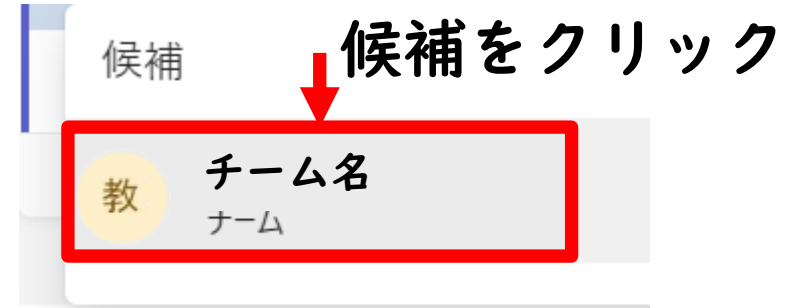 候補をクリック
候補
教
チーム名
ナーム